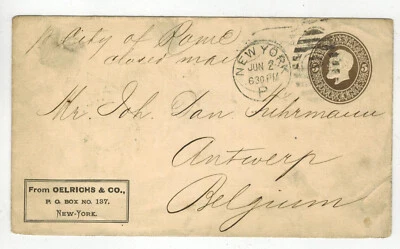 p. City of Rome
closed mail
NEW YORK
JUN 2
630 PM
P
Mr. Joh. Dan Fuhrmann
Antwerp
Belgium
From OELRICHS & CO.,
P. O. BOX NO. 137,
NEW-YORK.